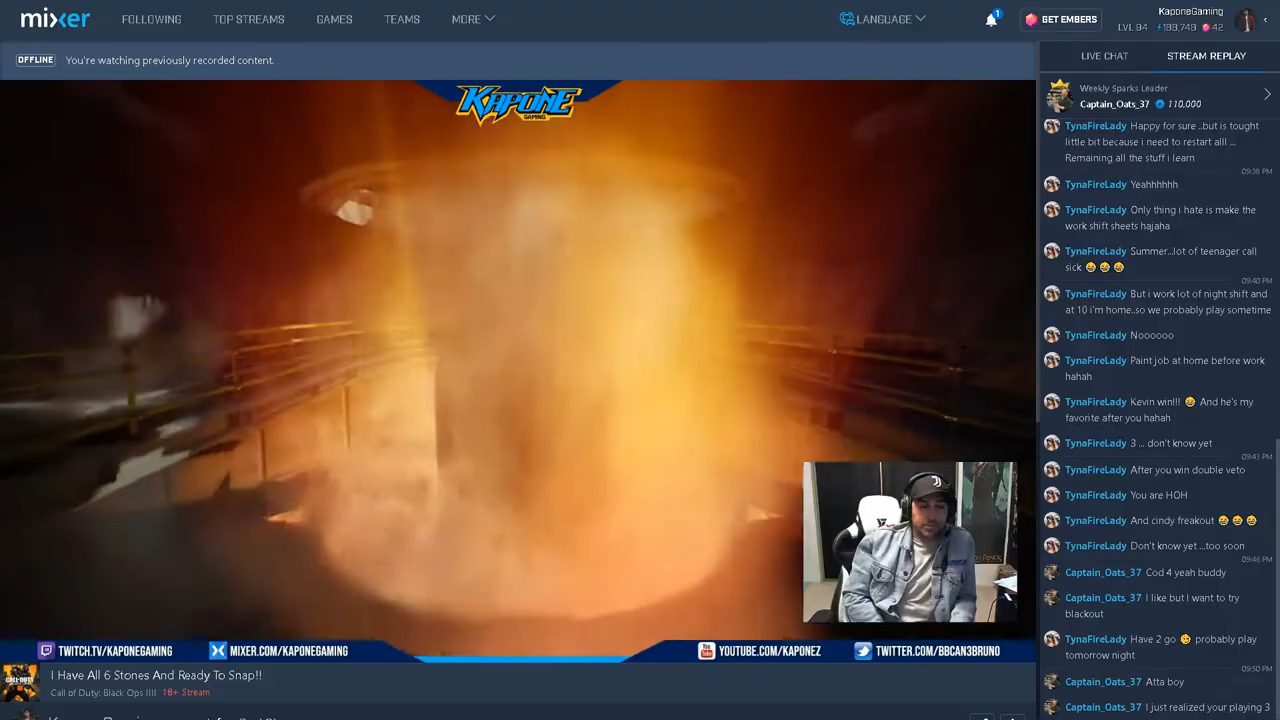 mixer
FOLLOWING
TOP STREAMS
GAMES
TEAMS
MORE
LANGUAGE
1
GET EMBERS
KaponeGaming
LVL 94
42
OFFLINE
You're watching previously recorded content.
LIVE CHAT
STREAM REPLAY
KAPONE
GAMING
Weekly Sparks Leader
Captain_Oats_37 110,000
TynaFireLady Happy for sure ..but is tought
little bit because i need to restart alll ...
Remaining all the stuff i learn
09:38 PM
TynaFireLady Yeahhhhhh
TynaFireLady Only thing i hate is make the
work shift sheets hajaha
TynaFireLady Summer...lot of teenager call
sick 😂 😂 😂
09:40 PM
TynaFireLady But i work lot of night shift and
at 10 i'm home..so we probably play sometime
TynaFireLady Noooooo
TynaFireLady Paint job at home before work
hahah
TynaFireLady Kevin win!!! 😂 And he's my
favorite after you hahah
TynaFireLady 3 ... don't know yet
09:43 PM
TynaFireLady After you win double veto
TynaFireLady You are HOH
TynaFireLady And cindy freakout 😂 😂 😂
TynaFireLady Don't know yet ...too soon
09:46 PM
Captain_Oats_37 Cod 4 yeah buddy
Captain_Oats_37 I like but I want to try
blackout
TynaFireLady Have 2 go 😉 probably play
tomorrow night
09:50 PM
Captain_Oats_37 Atta boy
Captain_Oats_37 I just realized your playing 3
TWITCH.TV/KAPONEGAMING
MIXER.COM/KAPONEGAMING
YOUTUBE.COM/KAPONEZ
TWITTER.COM/BBCAN3BRUNO
I Have All 6 Stones And Ready To Snap!!
Call of Duty: Black Ops IIII 18+ Stream